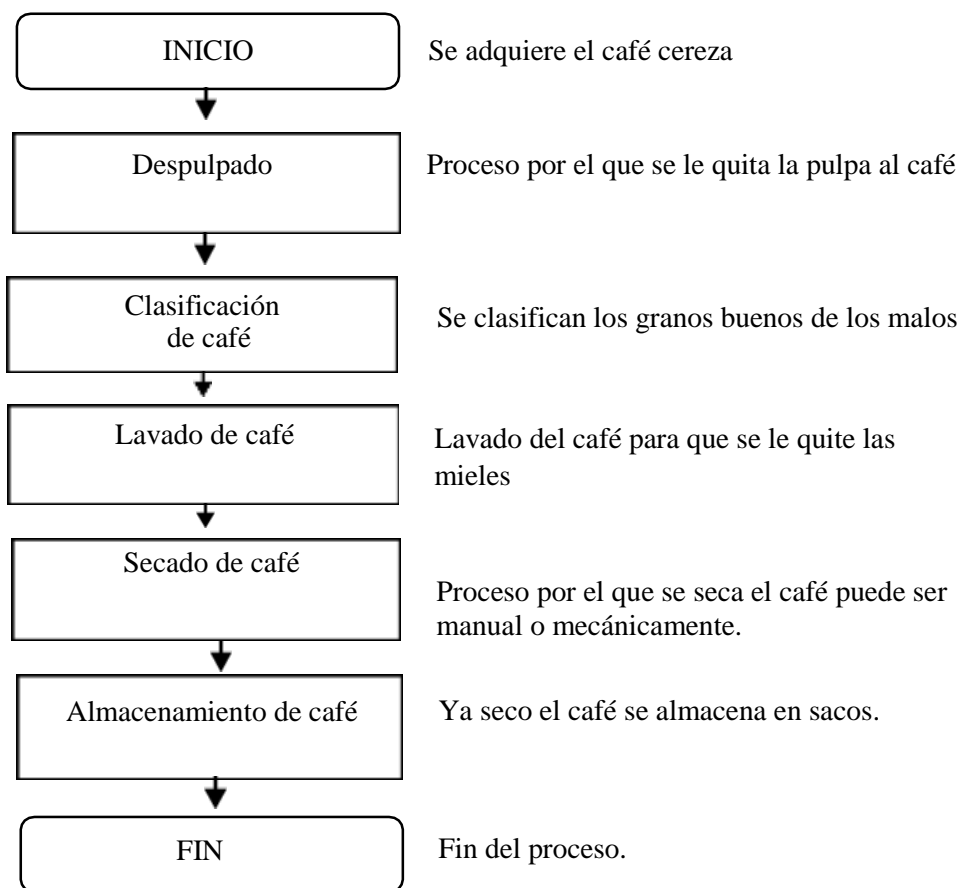 INICIO
Se adquiere el café cereza
Despulpado
Proceso por el que se le quita la pulpa al café
Clasificación
de café
Se clasifican los granos buenos de los malos
Lavado de café
Lavado del café para que se le quite las
mieles
Secado de café
Proceso por el que se seca el café puede ser
manual o mecánicamente.
Almacenamiento de café
Ya seco el café se almacena en sacos.
FIN
Fin del proceso.